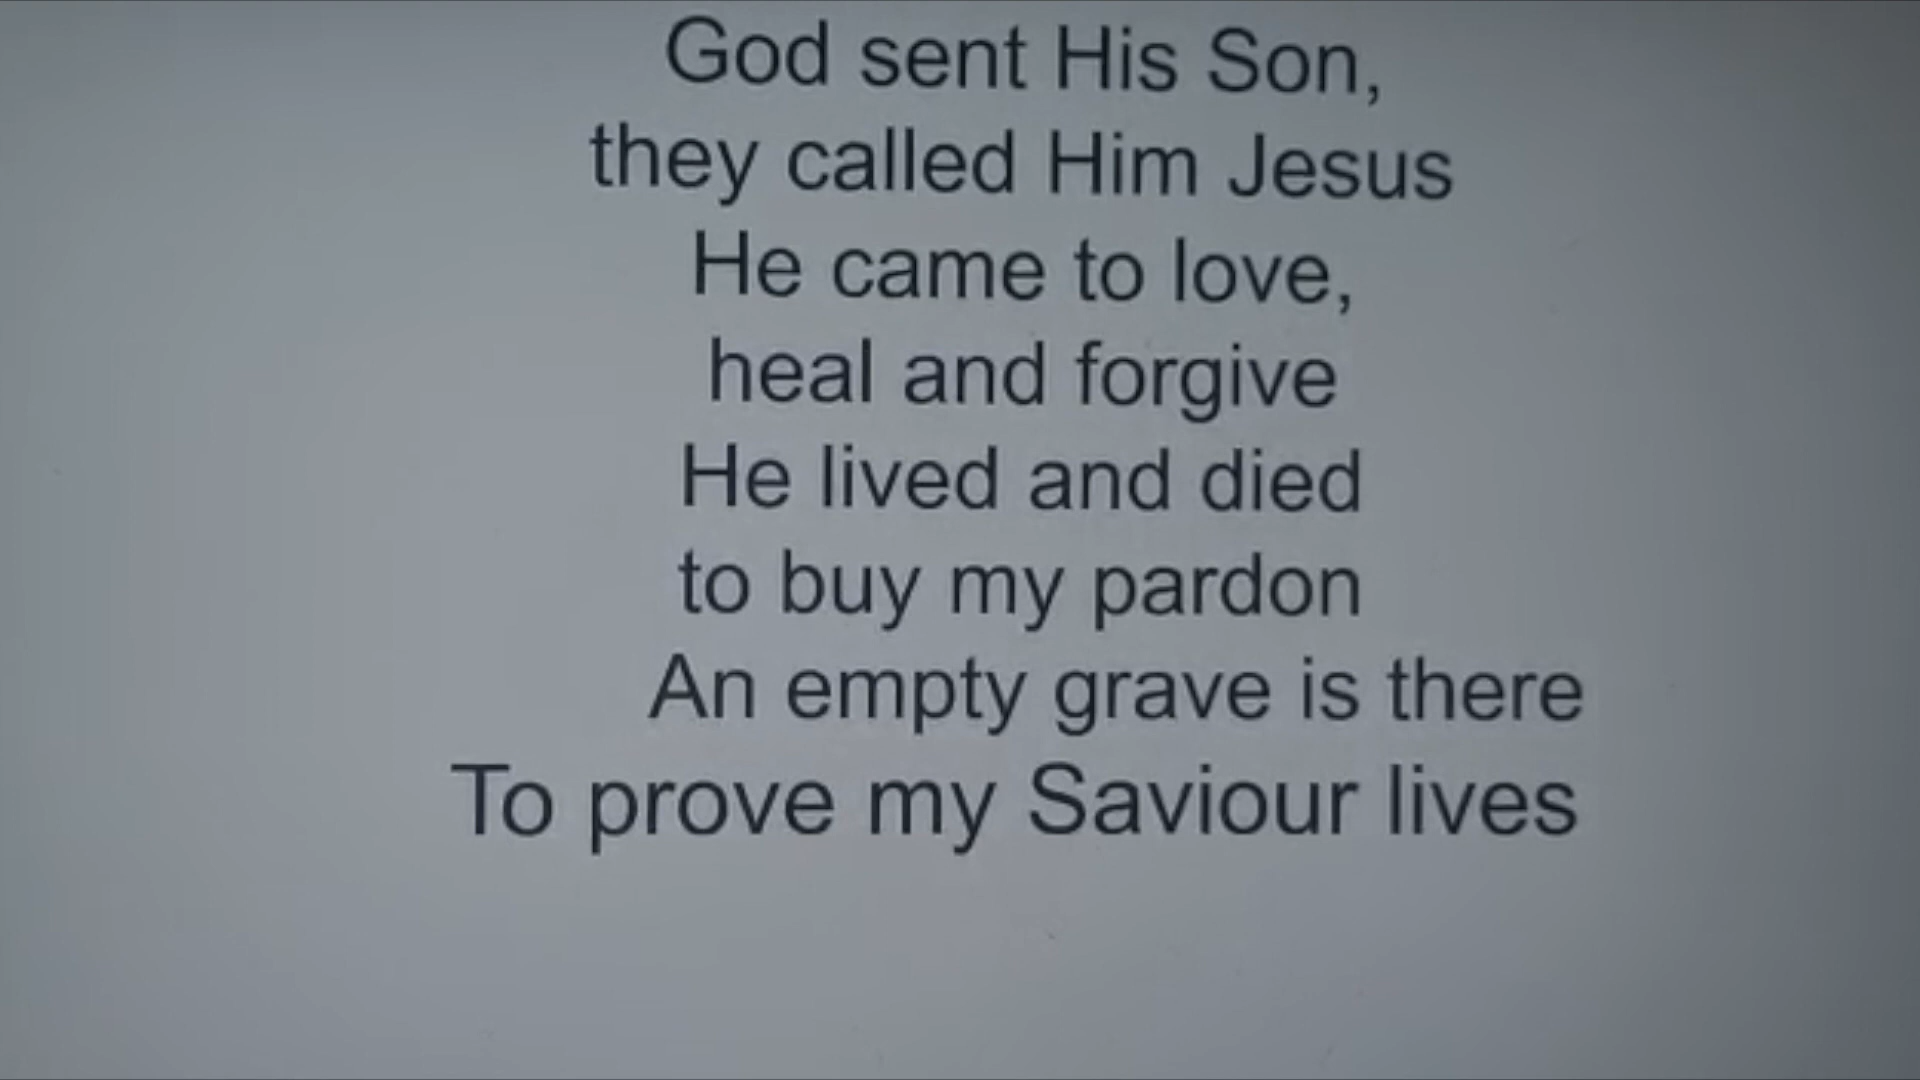 God sent His Son,
they called Him Jesus
He came to love,
heal and forgive
He lived and died
to buy my pardon
An empty grave is there
To prove my Saviour lives